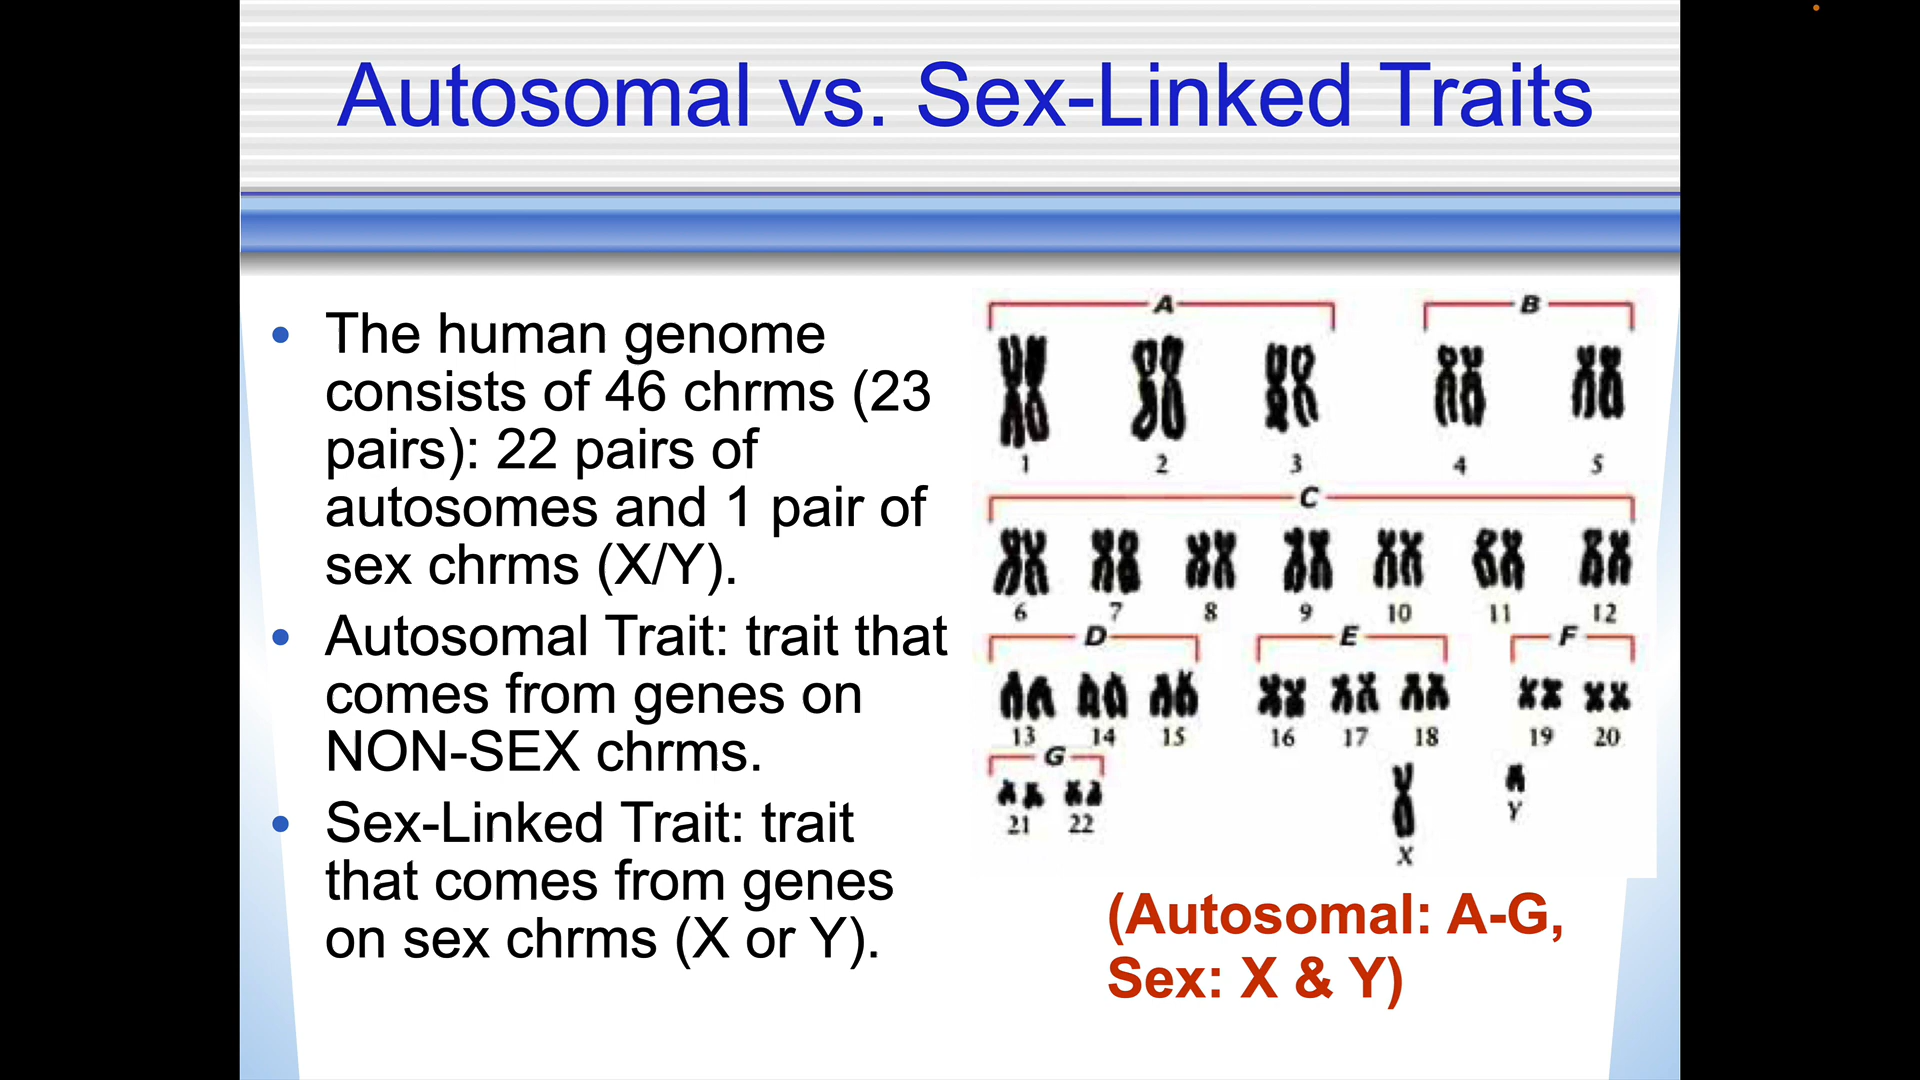 Autosomal vs. Sex-Linked Traits
• The human genome
consists of 46 chrms (23
pairs): 22 pairs of
autosomes and 1 pair of
sex chrms (X/Y).
• Autosomal Trait: trait that
comes from genes on
NON-SEX chrms.
• Sex-Linked Trait: trait
that comes from genes
on sex chrms (X or Y).
A B
1 2 3 4 5
C
6 7 8 9 10 11 12
D E F
13 14 15 16 17 18 19 20
G
21 22 X Y
(Autosomal: A-G,
Sex: X & Y)